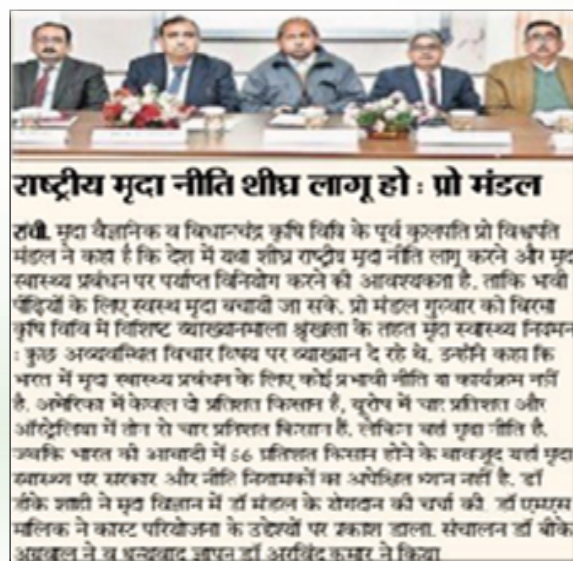 राष्ट्रीय मृदा नीति शीघ्र लागू हो : प्रो मंडल
रांची. मृदा वैज्ञानिक व बिधानचंद्र कृषि विवि के पूर्व कुलपति प्रो विश्वपति
मंडल ने कहा है कि देश में यथा शीघ्र राष्ट्रीय मृदा नीति लागू करने और मृदा
स्वास्थ्य प्रबंधन पर पर्याप्त विनियोग करने की आवश्यकता है, ताकि भावी
पीढ़ियों के लिए स्वस्थ मृदा बचायी जा सके. प्रो मंडल गुरुवार को बिरसा
कृषि विवि में विशिष्ट व्याख्यानमाला श्रृंखला के तहत मृदा स्वास्थ्य नियमन
: कुछ अव्यवस्थित विचार विषय पर व्याख्यान दे रहे थे. उन्होंने कहा कि
भारत में मृदा स्वास्थ्य प्रबंधन के लिए कोई प्रभावी नीति या कार्यक्रम नहीं
है. अमेरिका में केवल दो प्रतिशत किसान है, यूरोप में चार प्रतिशत और
ऑस्ट्रेलिया में तीन से चार प्रतिशत किसान हैं, लेकिन वहां मृदा नीति है,
जबकि भारत की आबादी में 56 प्रतिशत किसान होने के बावजूद यहां मृदा
स्वास्थ्य पर सरकार और नीति नियामकों का अपेक्षित ध्यान नहीं है. डॉ
डीके शाही ने मृदा विज्ञान में डॉ मंडल के योगदान की चर्चा की. डॉ एमएस
मलिक ने कास्ट परियोजना के उद्देश्यों पर प्रकाश डाला. संचालन डॉ बीके
अग्रवाल ने व धन्यवाद ज्ञापन डॉ अरविंद कुमार ने किया